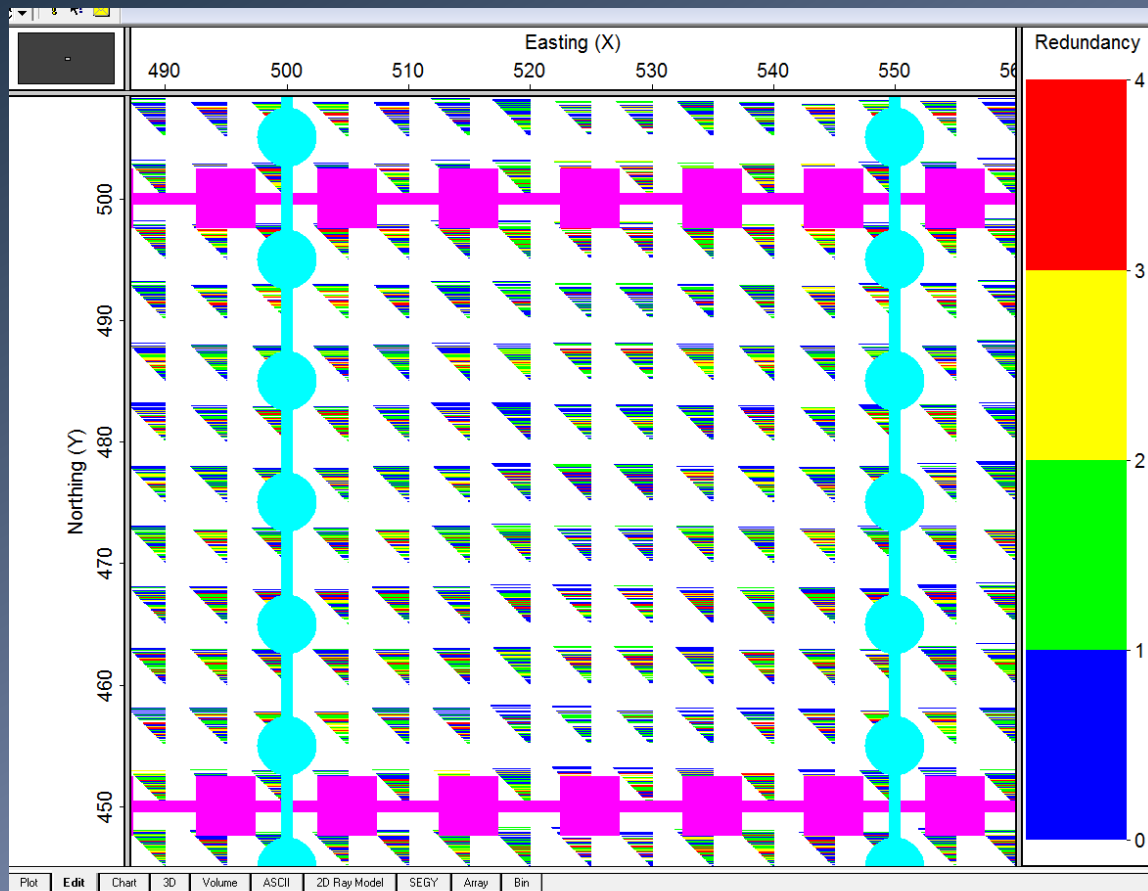 Easting (X)
Redundancy
490 500 510 520 530 540 550 56
4
500
3
490
480
2
Northing (Y)
470
1
460
450
0
Plot Edit Chart 3D Volume ASCII 2D Ray Model SEGY Array Bin